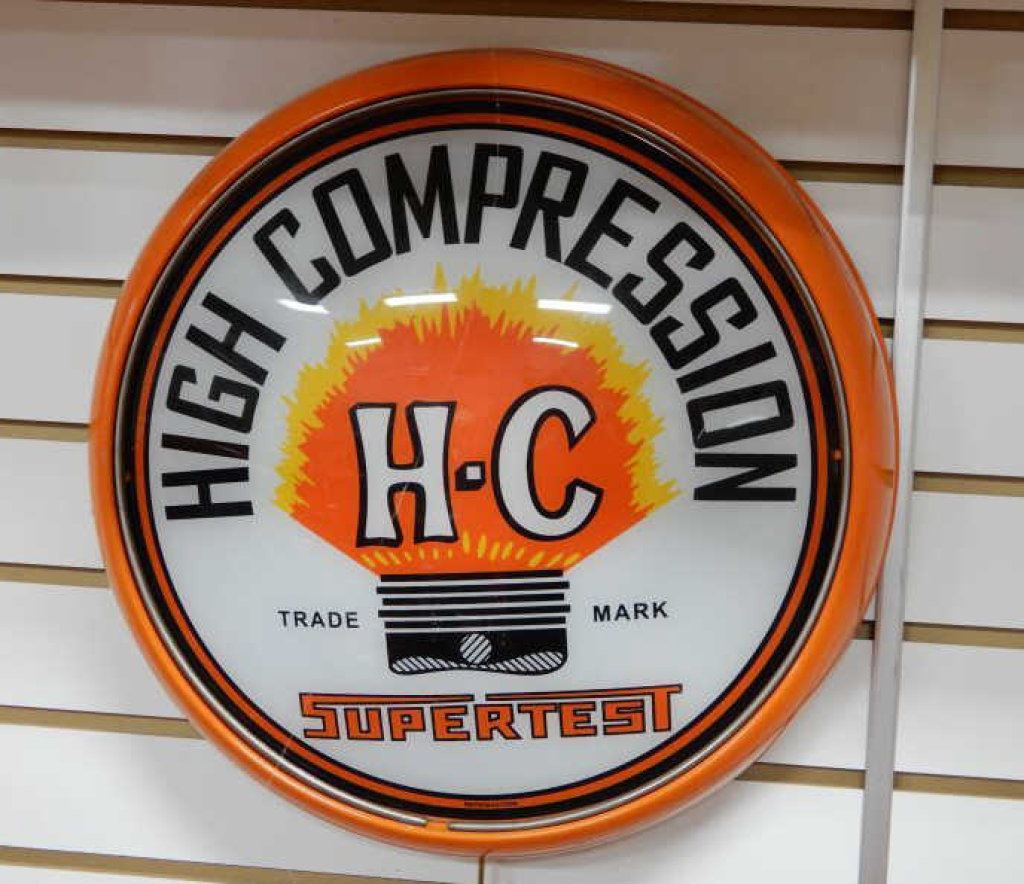 HIGH COMPRESSION
H-C
TRADE MARK
SUPERTEST